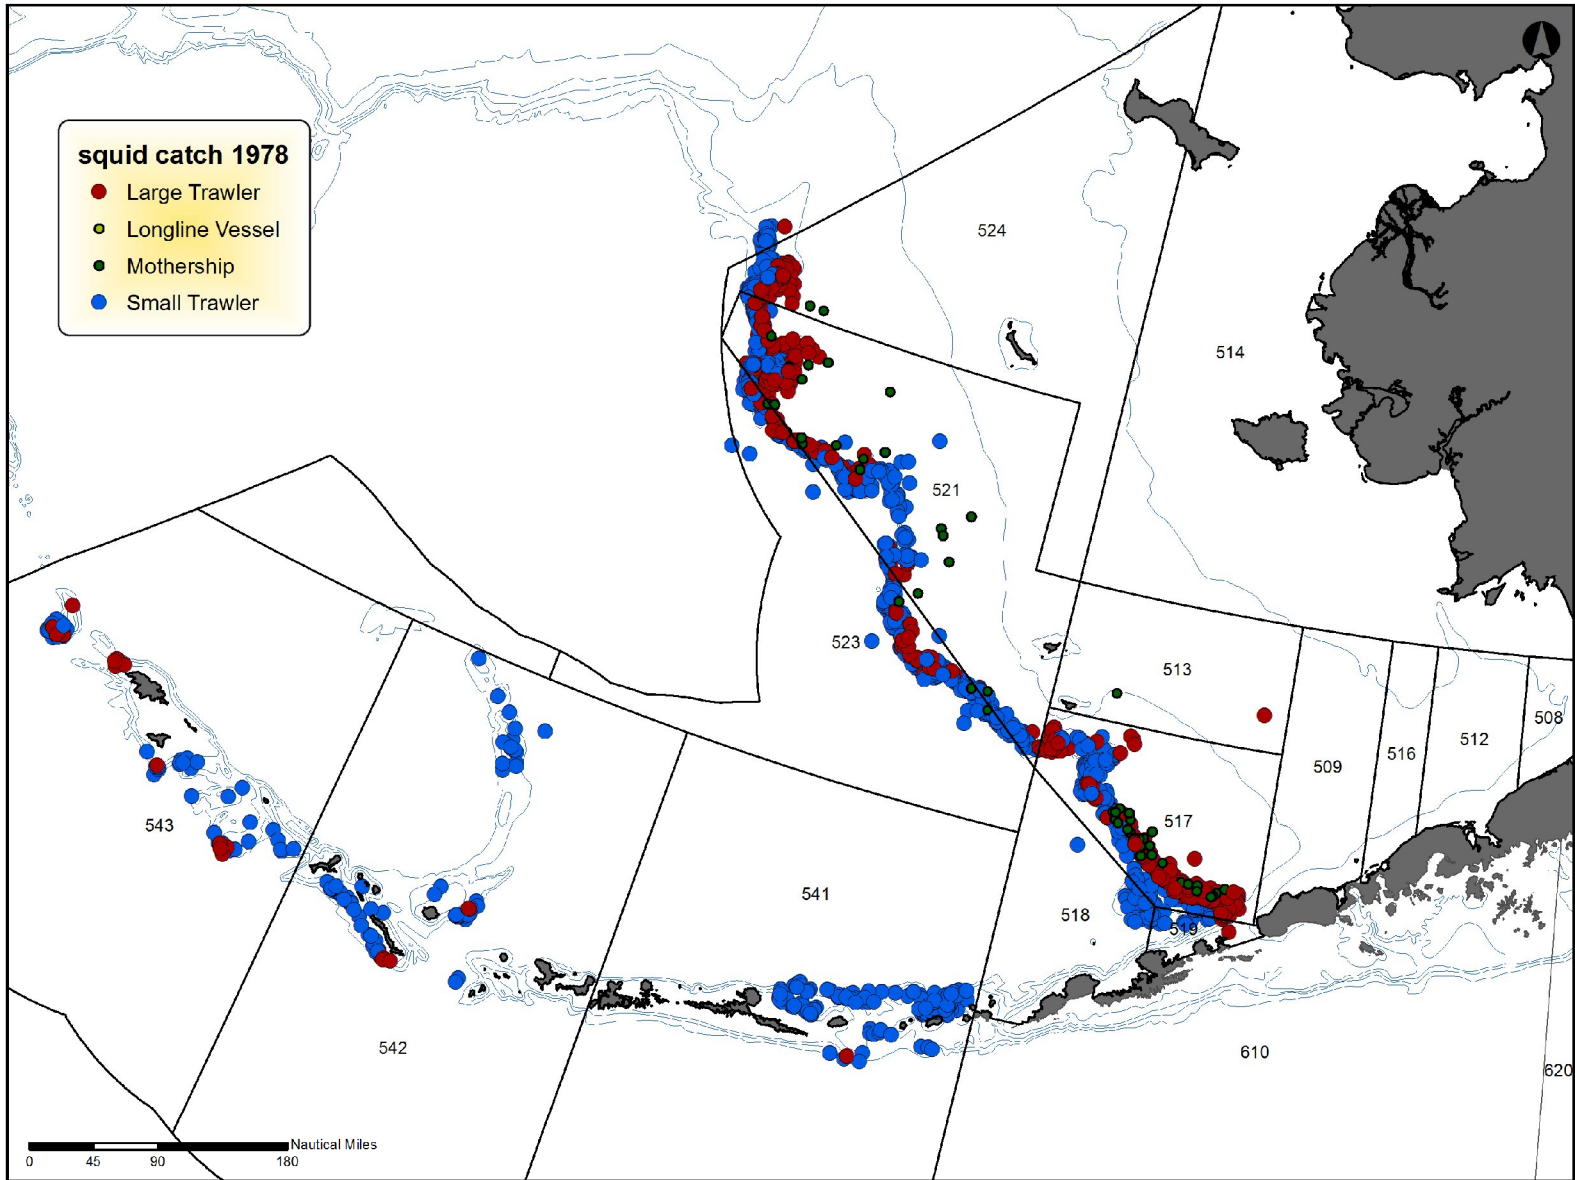 squid catch 1978
Large Trawler
Longline Vessel
Mothership
Small Trawler
524
514
521
523
513
508
512
516
509
517
543
541
518
519
542
610
620
Nautical Miles
0 45 90 180